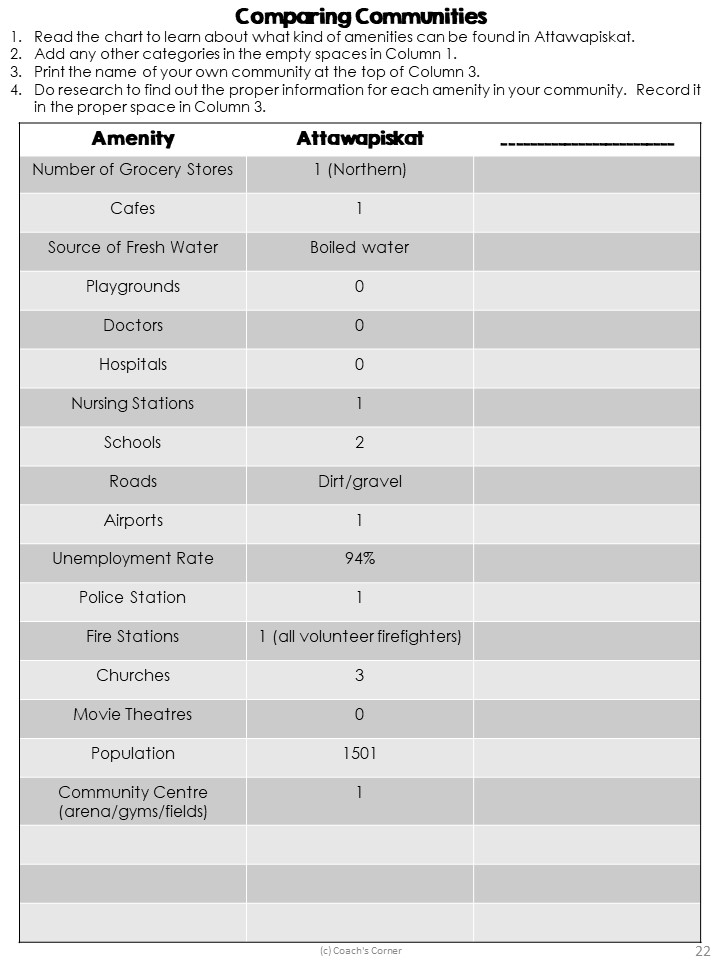 Comparing Communities
1. Read the chart to learn about what kind of amenities can be found in Attawapiskat.
2. Add any other categories in the empty spaces in Column 1.
3. Print the name of your own community at the top of Column 3.
4. Do research to find out the proper information for each amenity in your community. Record it
in the proper space in Column 3.
Amenity Attawapiskat ______________________
Number of Grocery Stores 1 (Northern)
Cafes 1
Source of Fresh Water Boiled water
Playgrounds 0
Doctors 0
Hospitals 0
Nursing Stations 1
Schools 2
Roads Dirt/gravel
Airports 1
Unemployment Rate 94%
Police Station 1
Fire Stations 1 (all volunteer firefighters)
Churches 3
Movie Theatres 0
Population 1501
Community Centre 1
(arena/gyms/fields)
(c) Coach's Corner 22